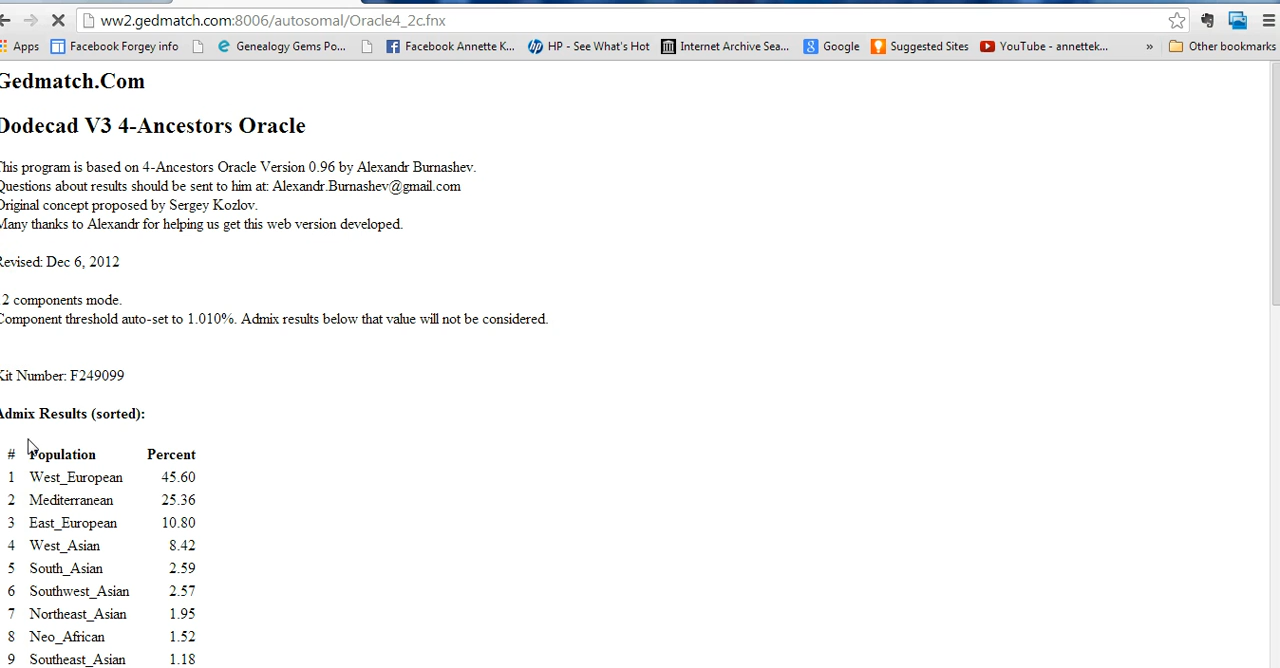 ww2.gedmatch.com:8006/autosomal/Oracle4_2c.fnx
Apps Facebook Forgey info Genealogy Gems Po... Facebook Annette K... HP - See What's Hot Internet Archive Sea... Google Suggested Sites YouTube - annettek... » Other bookmarks
Gedmatch.Com
Dodecad V3 4-Ancestors Oracle
This program is based on 4-Ancestors Oracle Version 0.96 by Alexandr Burnashev.
Questions about results should be sent to him at: Alexandr.Burnashev@gmail.com
Original concept proposed by Sergey Kozlov.
Many thanks to Alexandr for helping us get this web version developed.
Revised: Dec 6, 2012
2 components mode.
Component threshold auto-set to 1.010%. Admix results below that value will not be considered.
Kit Number: F249099
Admix Results (sorted):
# Population Percent
1 West_European 45.60
2 Mediterranean 25.36
3 East_European 10.80
4 West_Asian 8.42
5 South_Asian 2.59
6 Southwest_Asian 2.57
7 Northeast_Asian 1.95
8 Neo_African 1.52
9 Southeast_Asian 1.18